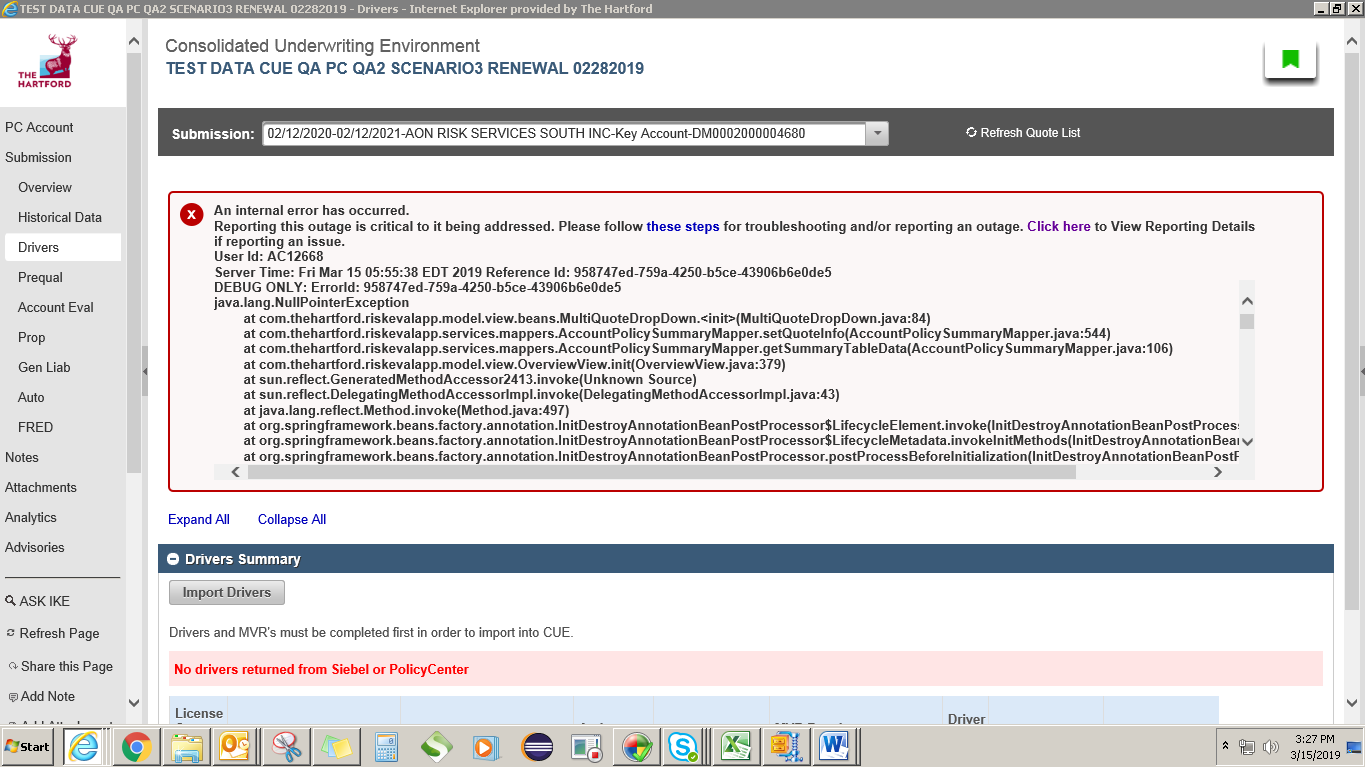 TEST DATA CUE QA PC QA2 SCENARIO3 RENEWAL 02282019 - Drivers - Internet Explorer provided by The Hartford
THE
HARTFORD
PC Account
Submission
Overview
Historical Data
Drivers
Prequal
Account Eval
Prop
Gen Liab
Auto
FRED
Notes
Attachments
Analytics
Advisories
ASK IKE
Refresh Page
Share this Page
Add Note
Consolidated Underwriting Environment
TEST DATA CUE QA PC QA2 SCENARIO3 RENEWAL 02282019
Submission: 02/12/2020-02/12/2021-AON RISK SERVICES SOUTH INC-Key Account-DM0002000004680 Refresh Quote List
An internal error has occurred.
Reporting this outage is critical to it being addressed. Please follow these steps for troubleshooting and/or reporting an outage. Click here to View Reporting Details
if reporting an issue.
User Id: AC12668
Server Time: Fri Mar 15 05:55:38 EDT 2019 Reference Id: 958747ed-759a-4250-b5ce-43906b6e0de5
DEBUG ONLY: ErrorId: 958747ed-759a-4250-b5ce-43906b6e0de5
java.lang.NullPointerException
at com.thehartford.riskevalapp.model.view.beans.MultiQuoteDropDown.<init>(MultiQuoteDropDown.java:84)
at com.thehartford.riskevalapp.services.mappers.AccountPolicySummaryMapper.setQuoteInfo(AccountPolicySummaryMapper.java:544)
at com.thehartford.riskevalapp.services.mappers.AccountPolicySummaryMapper.getSummaryTableData(AccountPolicySummaryMapper.java:106)
at com.thehartford.riskevalapp.model.view.OverviewView.init(OverviewView.java:379)
at sun.reflect.GeneratedMethodAccessor2413.invoke(Unknown Source)
at sun.reflect.DelegatingMethodAccessorImpl.invoke(DelegatingMethodAccessorImpl.java:43)
at java.lang.reflect.Method.invoke(Method.java:497)
at org.springframework.beans.factory.annotation.InitDestroyAnnotationBeanPostProcessor$LifecycleElement.invoke(InitDestroyAnnotationBeanPostProcess
at org.springframework.beans.factory.annotation.InitDestroyAnnotationBeanPostProcessor$LifecycleMetadata.invokeInitMethods(InitDestroyAnnotationBea
at org.springframework.beans.factory.annotation.InitDestroyAnnotationBeanPostProcessor.postProcessBeforeInitialization(InitDestroyAnnotationBeanPost
Expand All Collapse All
Drivers Summary
Import Drivers
Drivers and MVR's must be completed first in order to import into CUE.
No drivers returned from Siebel or PolicyCenter
License
Driver
Start
3:27 PM
3/15/2019